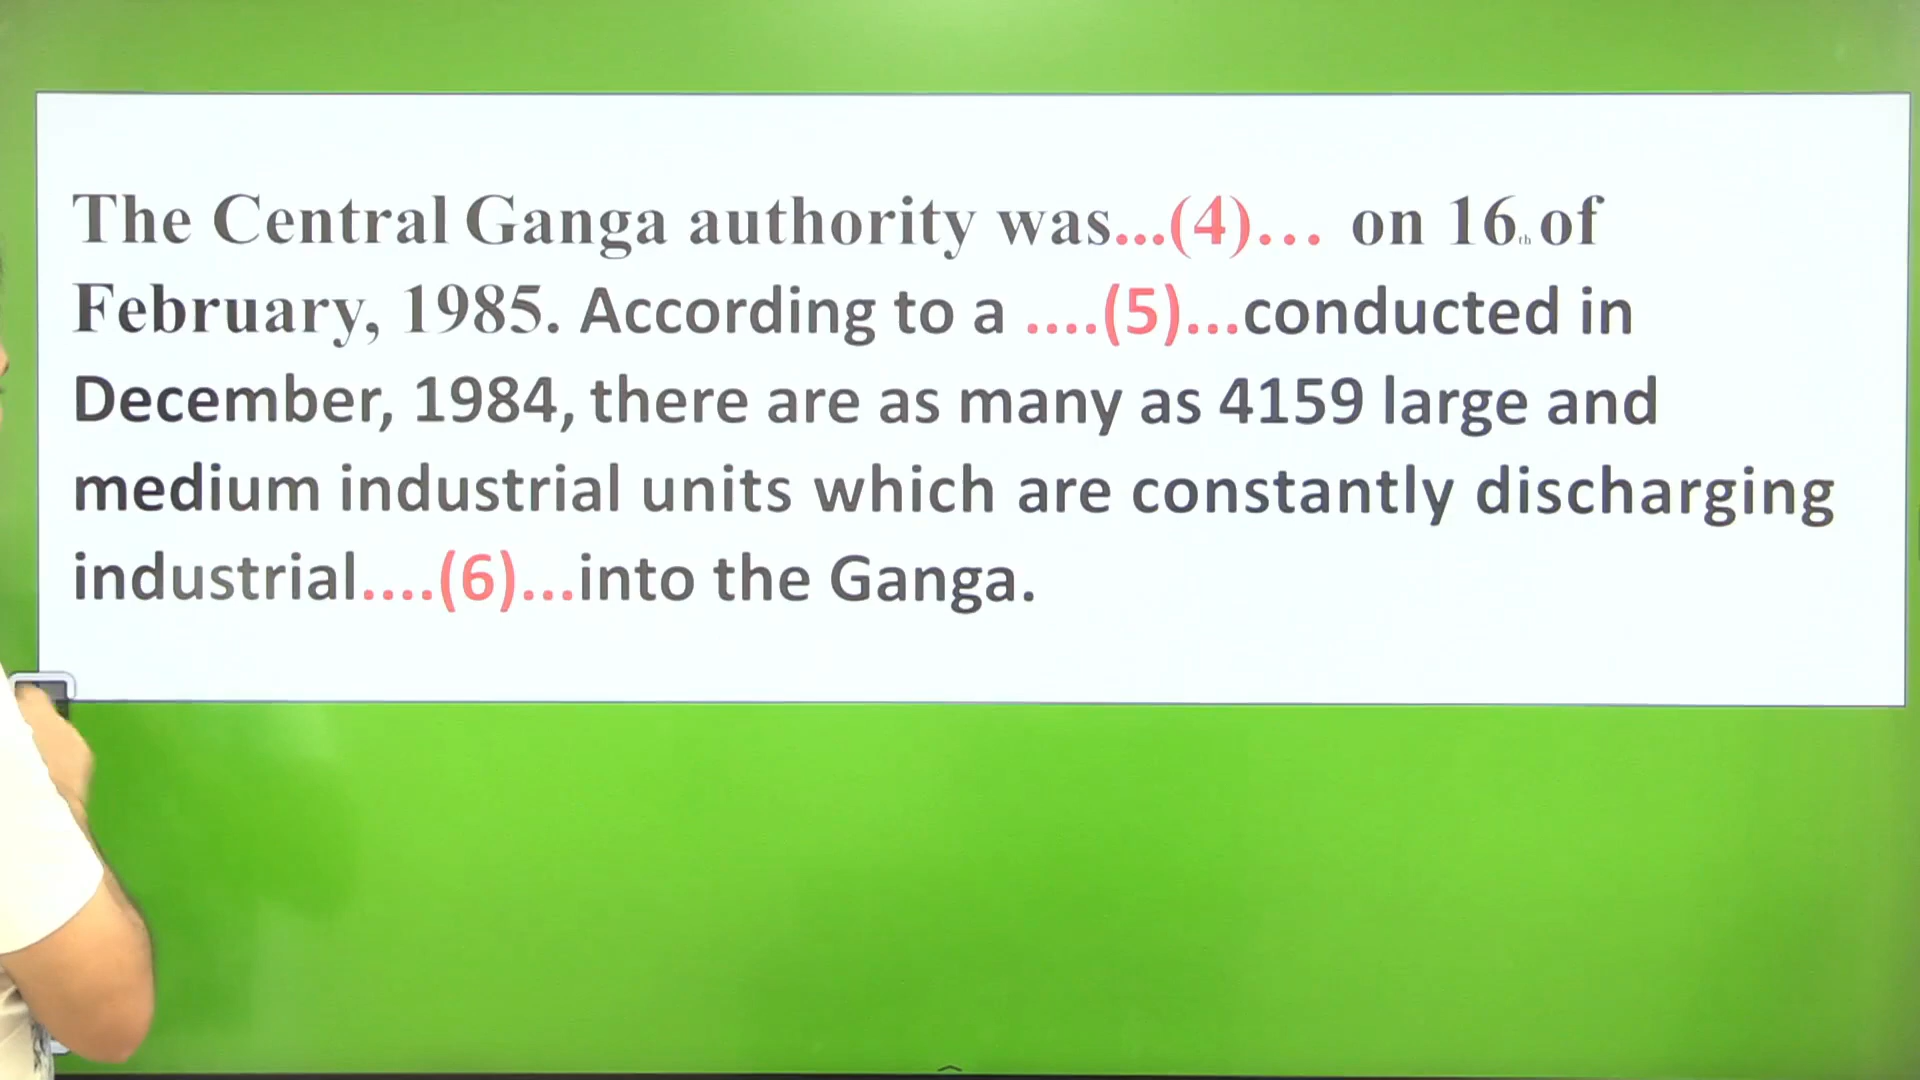 The Central Ganga authority was...(4)... on 16th of
February, 1985. According to a ....(5)...conducted in
December, 1984, there are as many as 4159 large and
medium industrial units which are constantly discharging
industrial....(6)...into the Ganga.